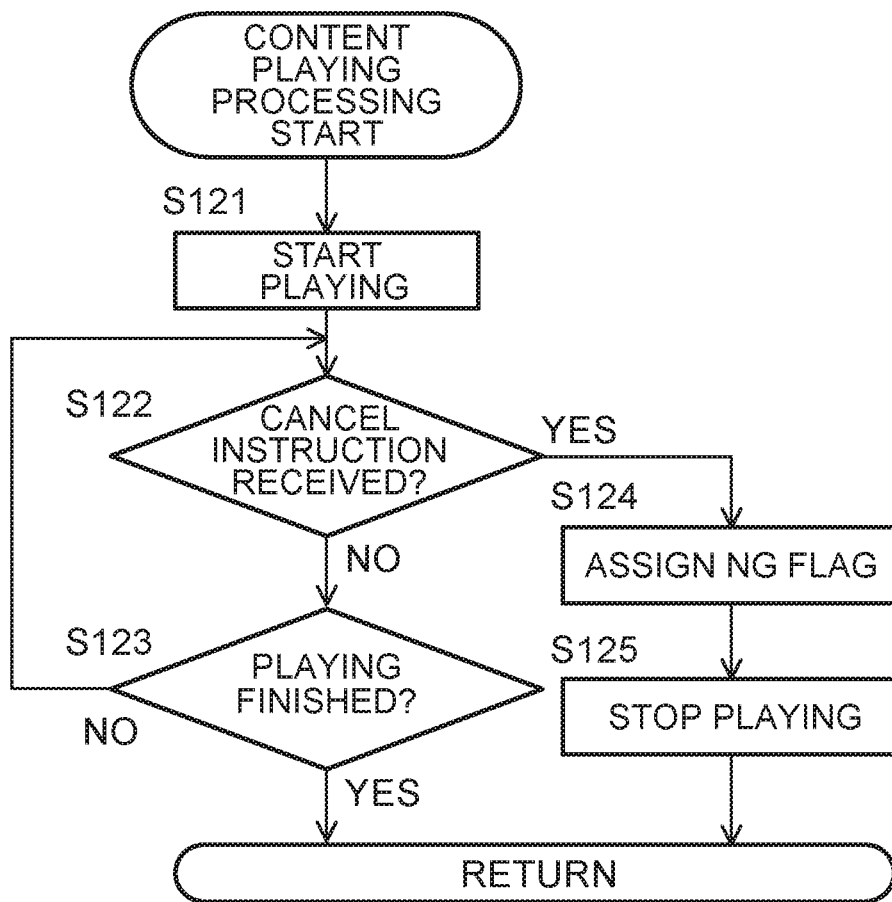 CONTENT
PLAYING
PROCESSING
START
S121
START
PLAYING
S122
CANCEL
INSTRUCTION
RECEIVED?
YES
S124
NO
ASSIGN NG FLAG
S123
PLAYING
FINISHED?
S125
NO
STOP PLAYING
YES
RETURN